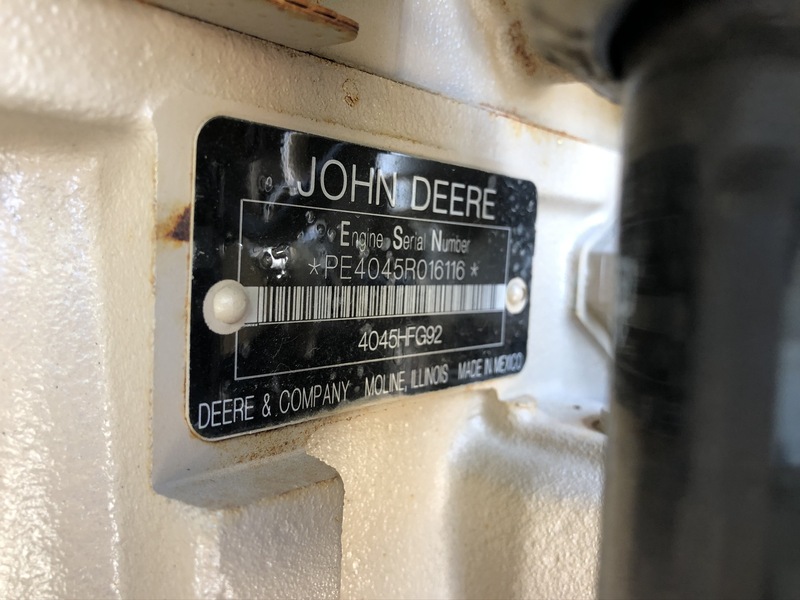 JOHN DEERE
Engine Serial Number
*PE4045R016116*
4045HFG92
DEERE & COMPANY MOLINE, ILLINOIS MADE IN MEXICO